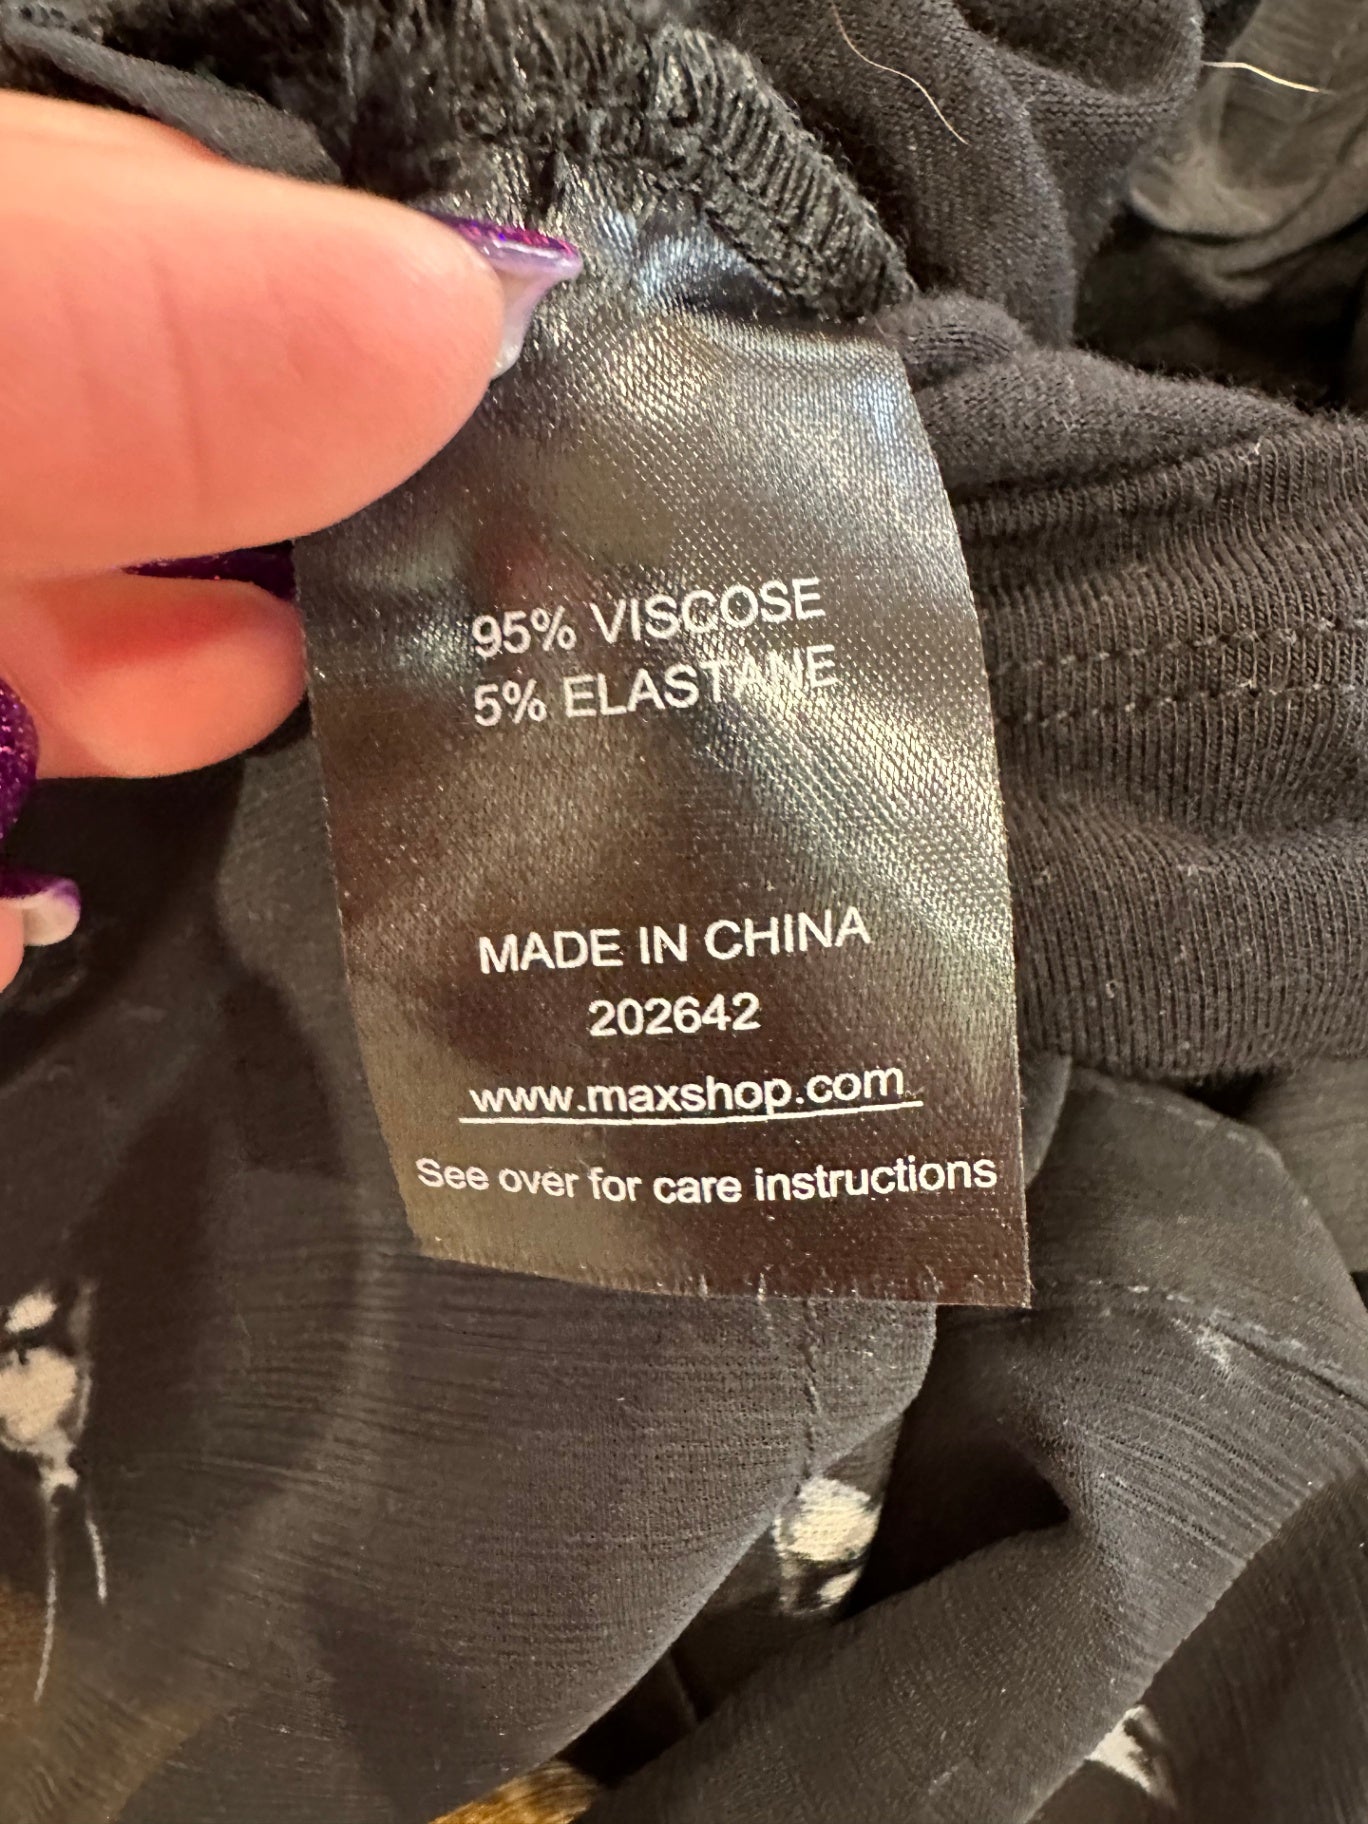 95% VISCOSE
5% ELASTANE
MADE IN CHINA
202642
www.maxshop.com
See over for care instructions